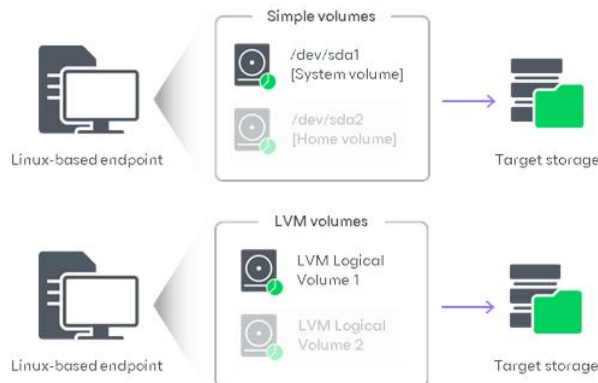 Simple volumes
/dev/sda1
[System volume]
/dev/sda2
[Home volume]
Linux-based endpoint
Target storage
LVM volumes
LVM Logical
Volume 1
LVM Logical
Volume 2
Linux-based endpoint
Target storage